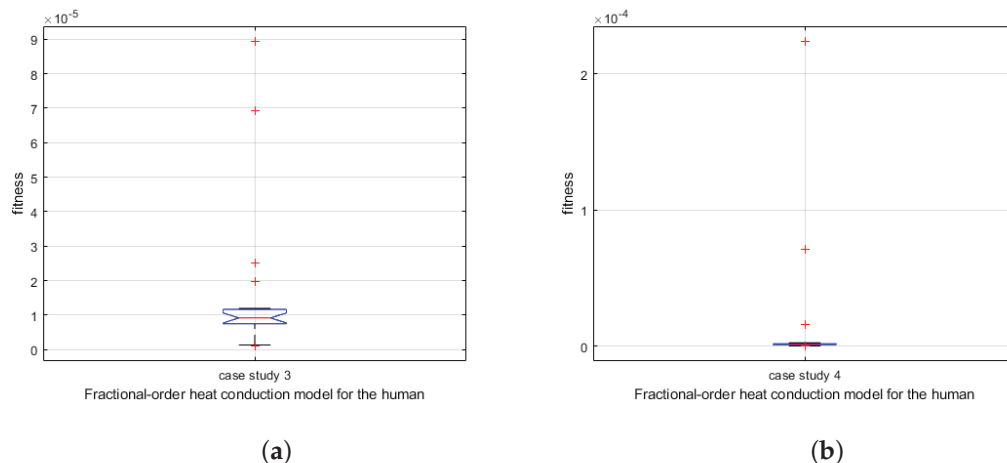 ×10⁻⁵
9
8
7
6
5
4
3
2
1
0
fitness
case study 3
Fractional-order heat conduction model for the human
(a)
×10⁻⁴
2
1
0
fitness
case study 4
Fractional-order heat conduction model for the human
(b)